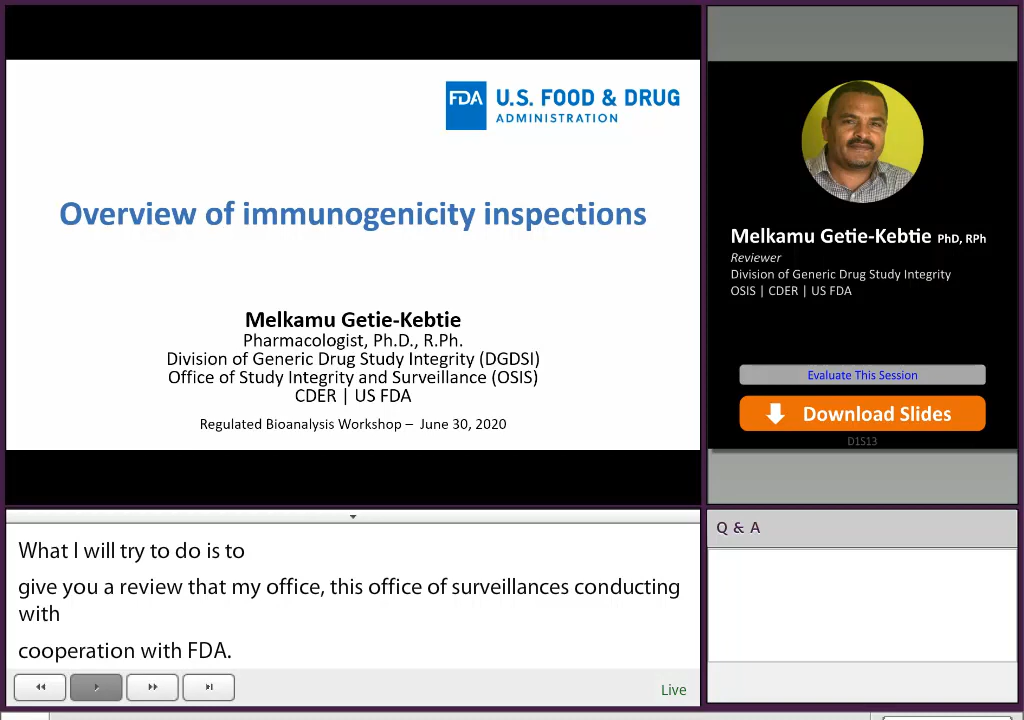 FDA U.S. FOOD & DRUG
ADMINISTRATION
Overview of immunogenicity inspections
Melkamu Getie-Kebtie
Pharmacologist, Ph.D., R.Ph.
Division of Generic Drug Study Integrity (DGDSI)
Office of Study Integrity and Surveillance (OSIS)
CDER | US FDA
Regulated Bioanalysis Workshop – June 30, 2020
Melkamu Getie-Kebtie PhD, RPh
Reviewer
Division of Generic Drug Study Integrity
OSIS | CDER | US FDA
Evaluate This Session
Download Slides
D1S13
What I will try to do is to
give you a review that my office, this office of surveillances conducting
with
cooperation with FDA.
Live
Q & A